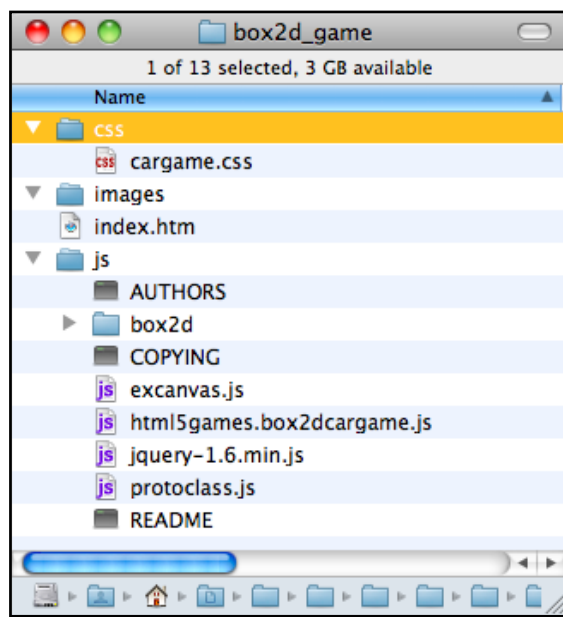 box2d_game
1 of 13 selected, 3 GB available
Name
css
cargame.css
images
index.htm
js
AUTHORS
box2d
COPYING
excanvas.js
html5games.box2dcargame.js
jquery-1.6.min.js
protoclass.js
README